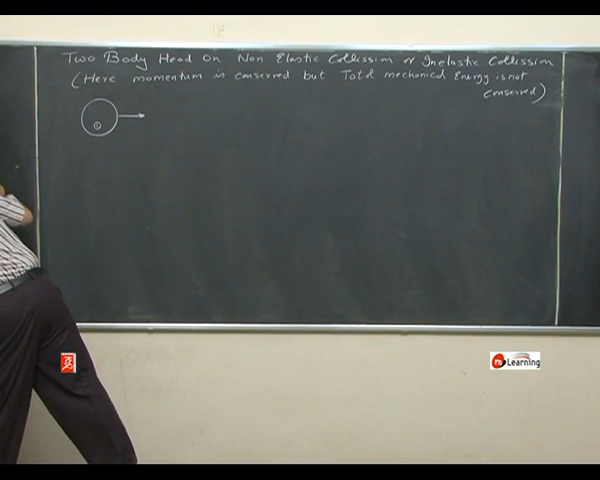 Two Body Head On Non Elastic Collission or Inelastic Collission
(Here momentum is conserved but Total mechanical Energy is not
conserved)
1
Learning